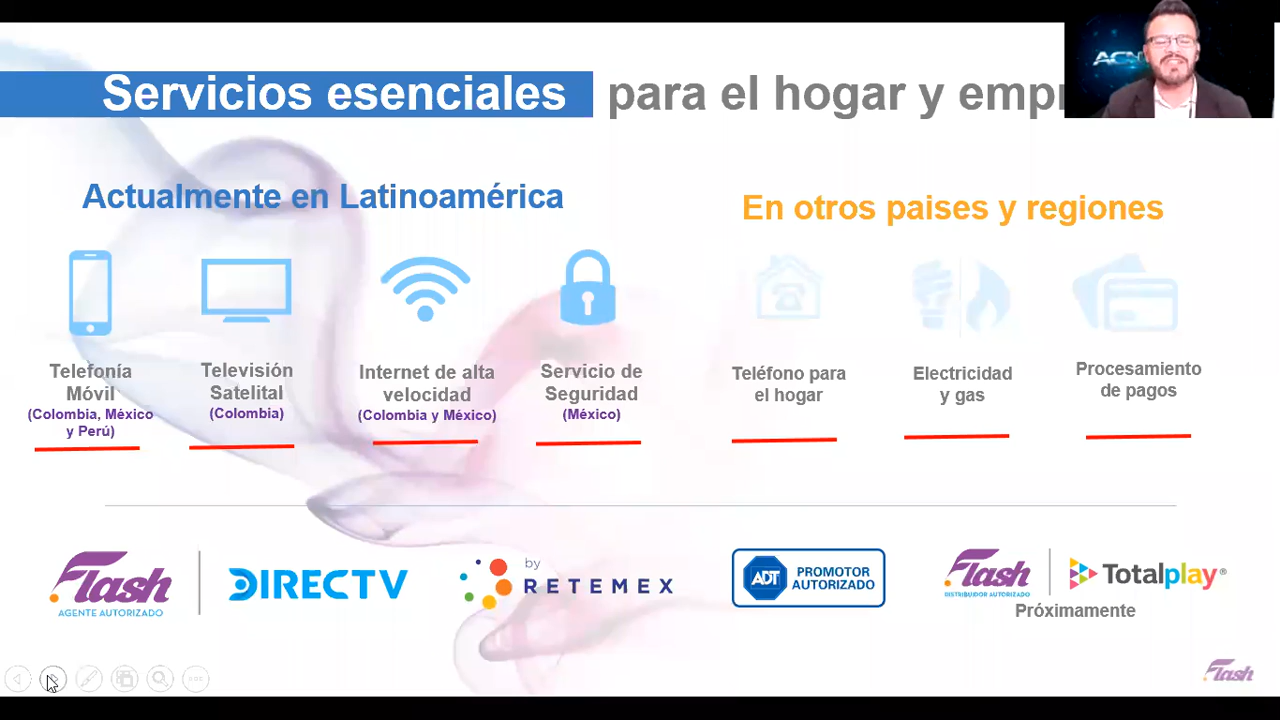 Servicios esenciales para el hogar y empr
ACN
Actualmente en Latinoamérica
En otros paises y regiones
Telefonía
Móvil
(Colombia, México
y Perú)
Televisión
Satelital
(Colombia)
Internet de alta
velocidad
(Colombia y México)
Servicio de
Seguridad
(México)
Teléfono para
el hogar
Electricidad
y gas
Procesamiento
de pagos
Flash
AGENTE AUTORIZADO
DIRECTV
by
RETEMEX
ADT
PROMOTOR
AUTORIZADO
Flash
DISTRIBUIDOR AUTORIZADO
Totalplay®
Próximamente
Flash